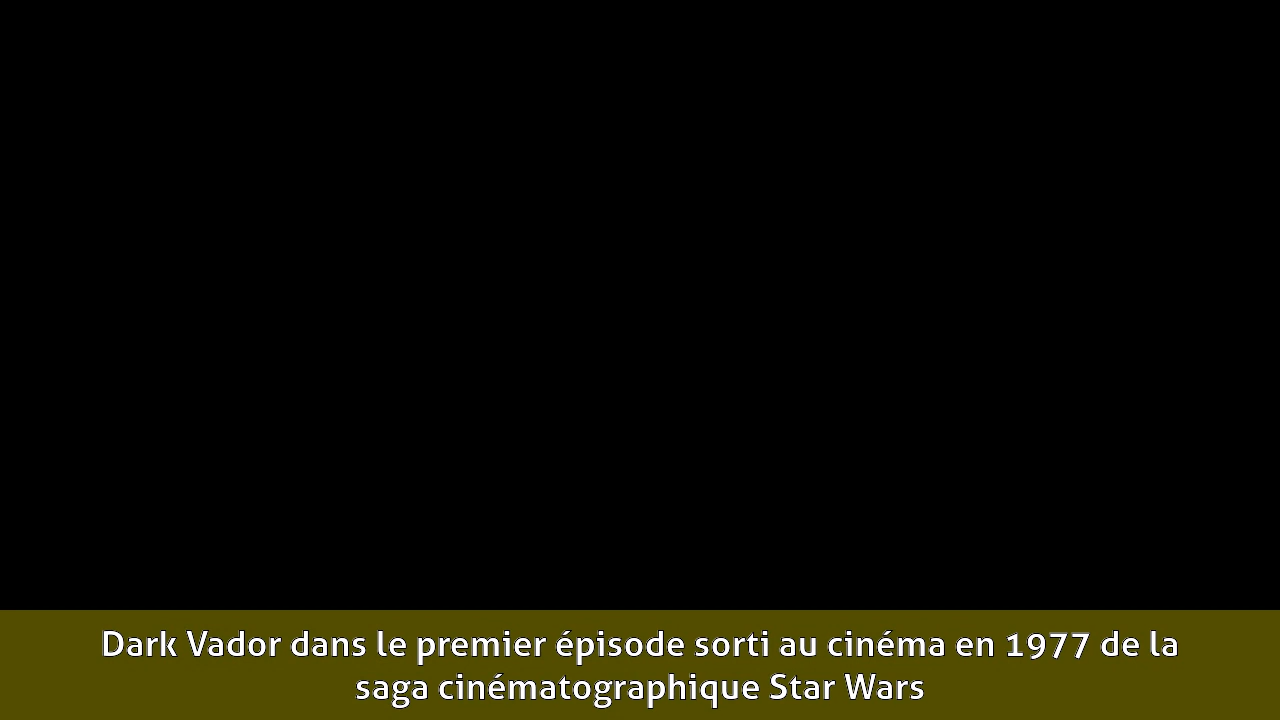 Dark Vador dans le premier épisode sorti au cinéma en 1977 de la
saga cinématographique Star Wars